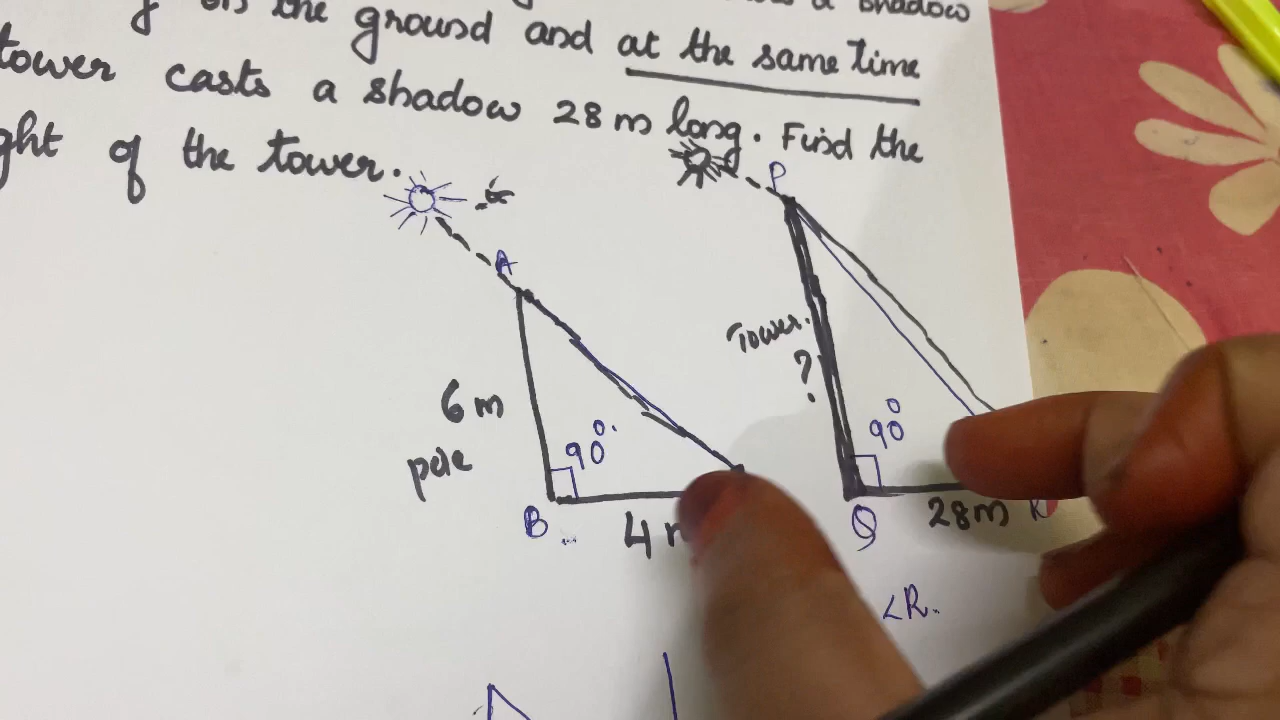 the ground and at the same time
tower casts a shadow 28 m long. Find the
of the tower.
P
A
Tower.
?
6 m
90°
90°
pole
B
4
Q
28m
R
∠R.